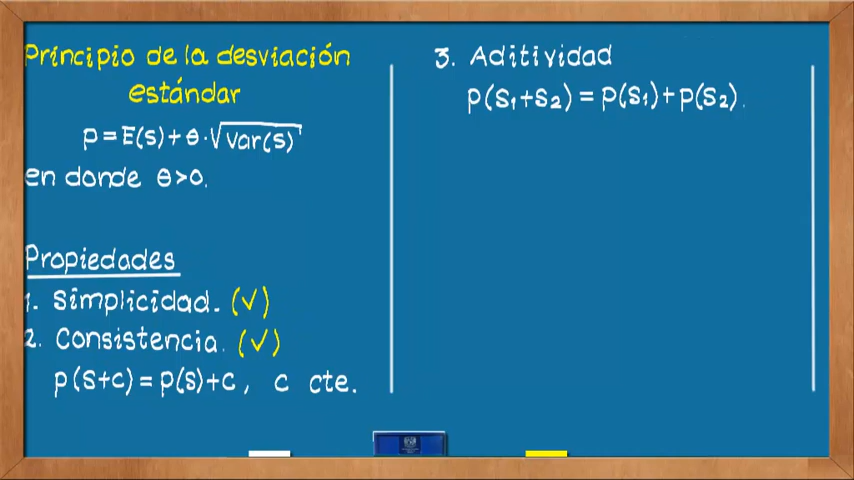 Principio de la desviación
estándar
p = E(S) + θ · √var(S)
en donde θ>0.
Propiedades
1. Simplicidad. (✓)
2. Consistencia. (✓)
p(S+c) = p(S)+c, c cte.
3. Aditividad
p(S₁+S₂) = p(S₁) + p(S₂).